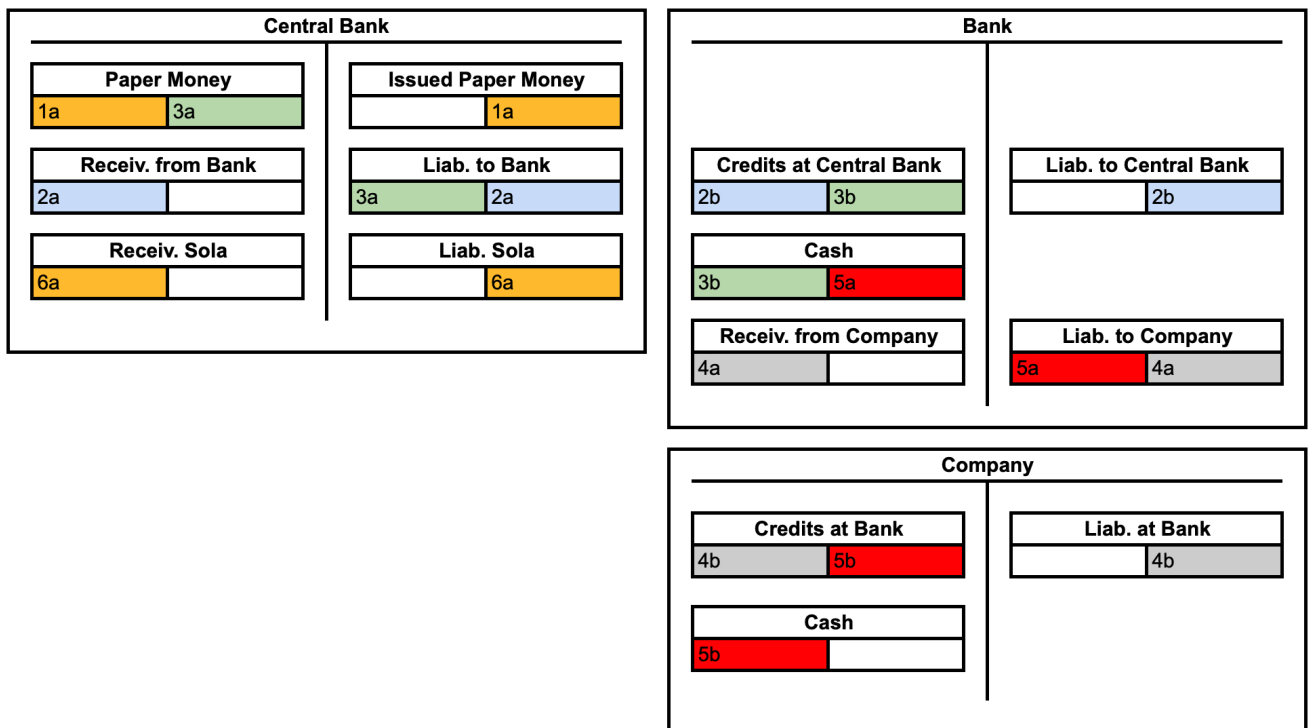 Central Bank
Paper Money
1a 3a
Issued Paper Money
1a
Receiv. from Bank
2a
Liab. to Bank
3a 2a
Receiv. Sola
6a
Liab. Sola
6a
Bank
Credits at Central Bank
2b 3b
Liab. to Central Bank
2b
Cash
3b 5a
Receiv. from Company
4a
Liab. to Company
5a 4a
Company
Credits at Bank
4b 5b
Liab. at Bank
4b
Cash
5b